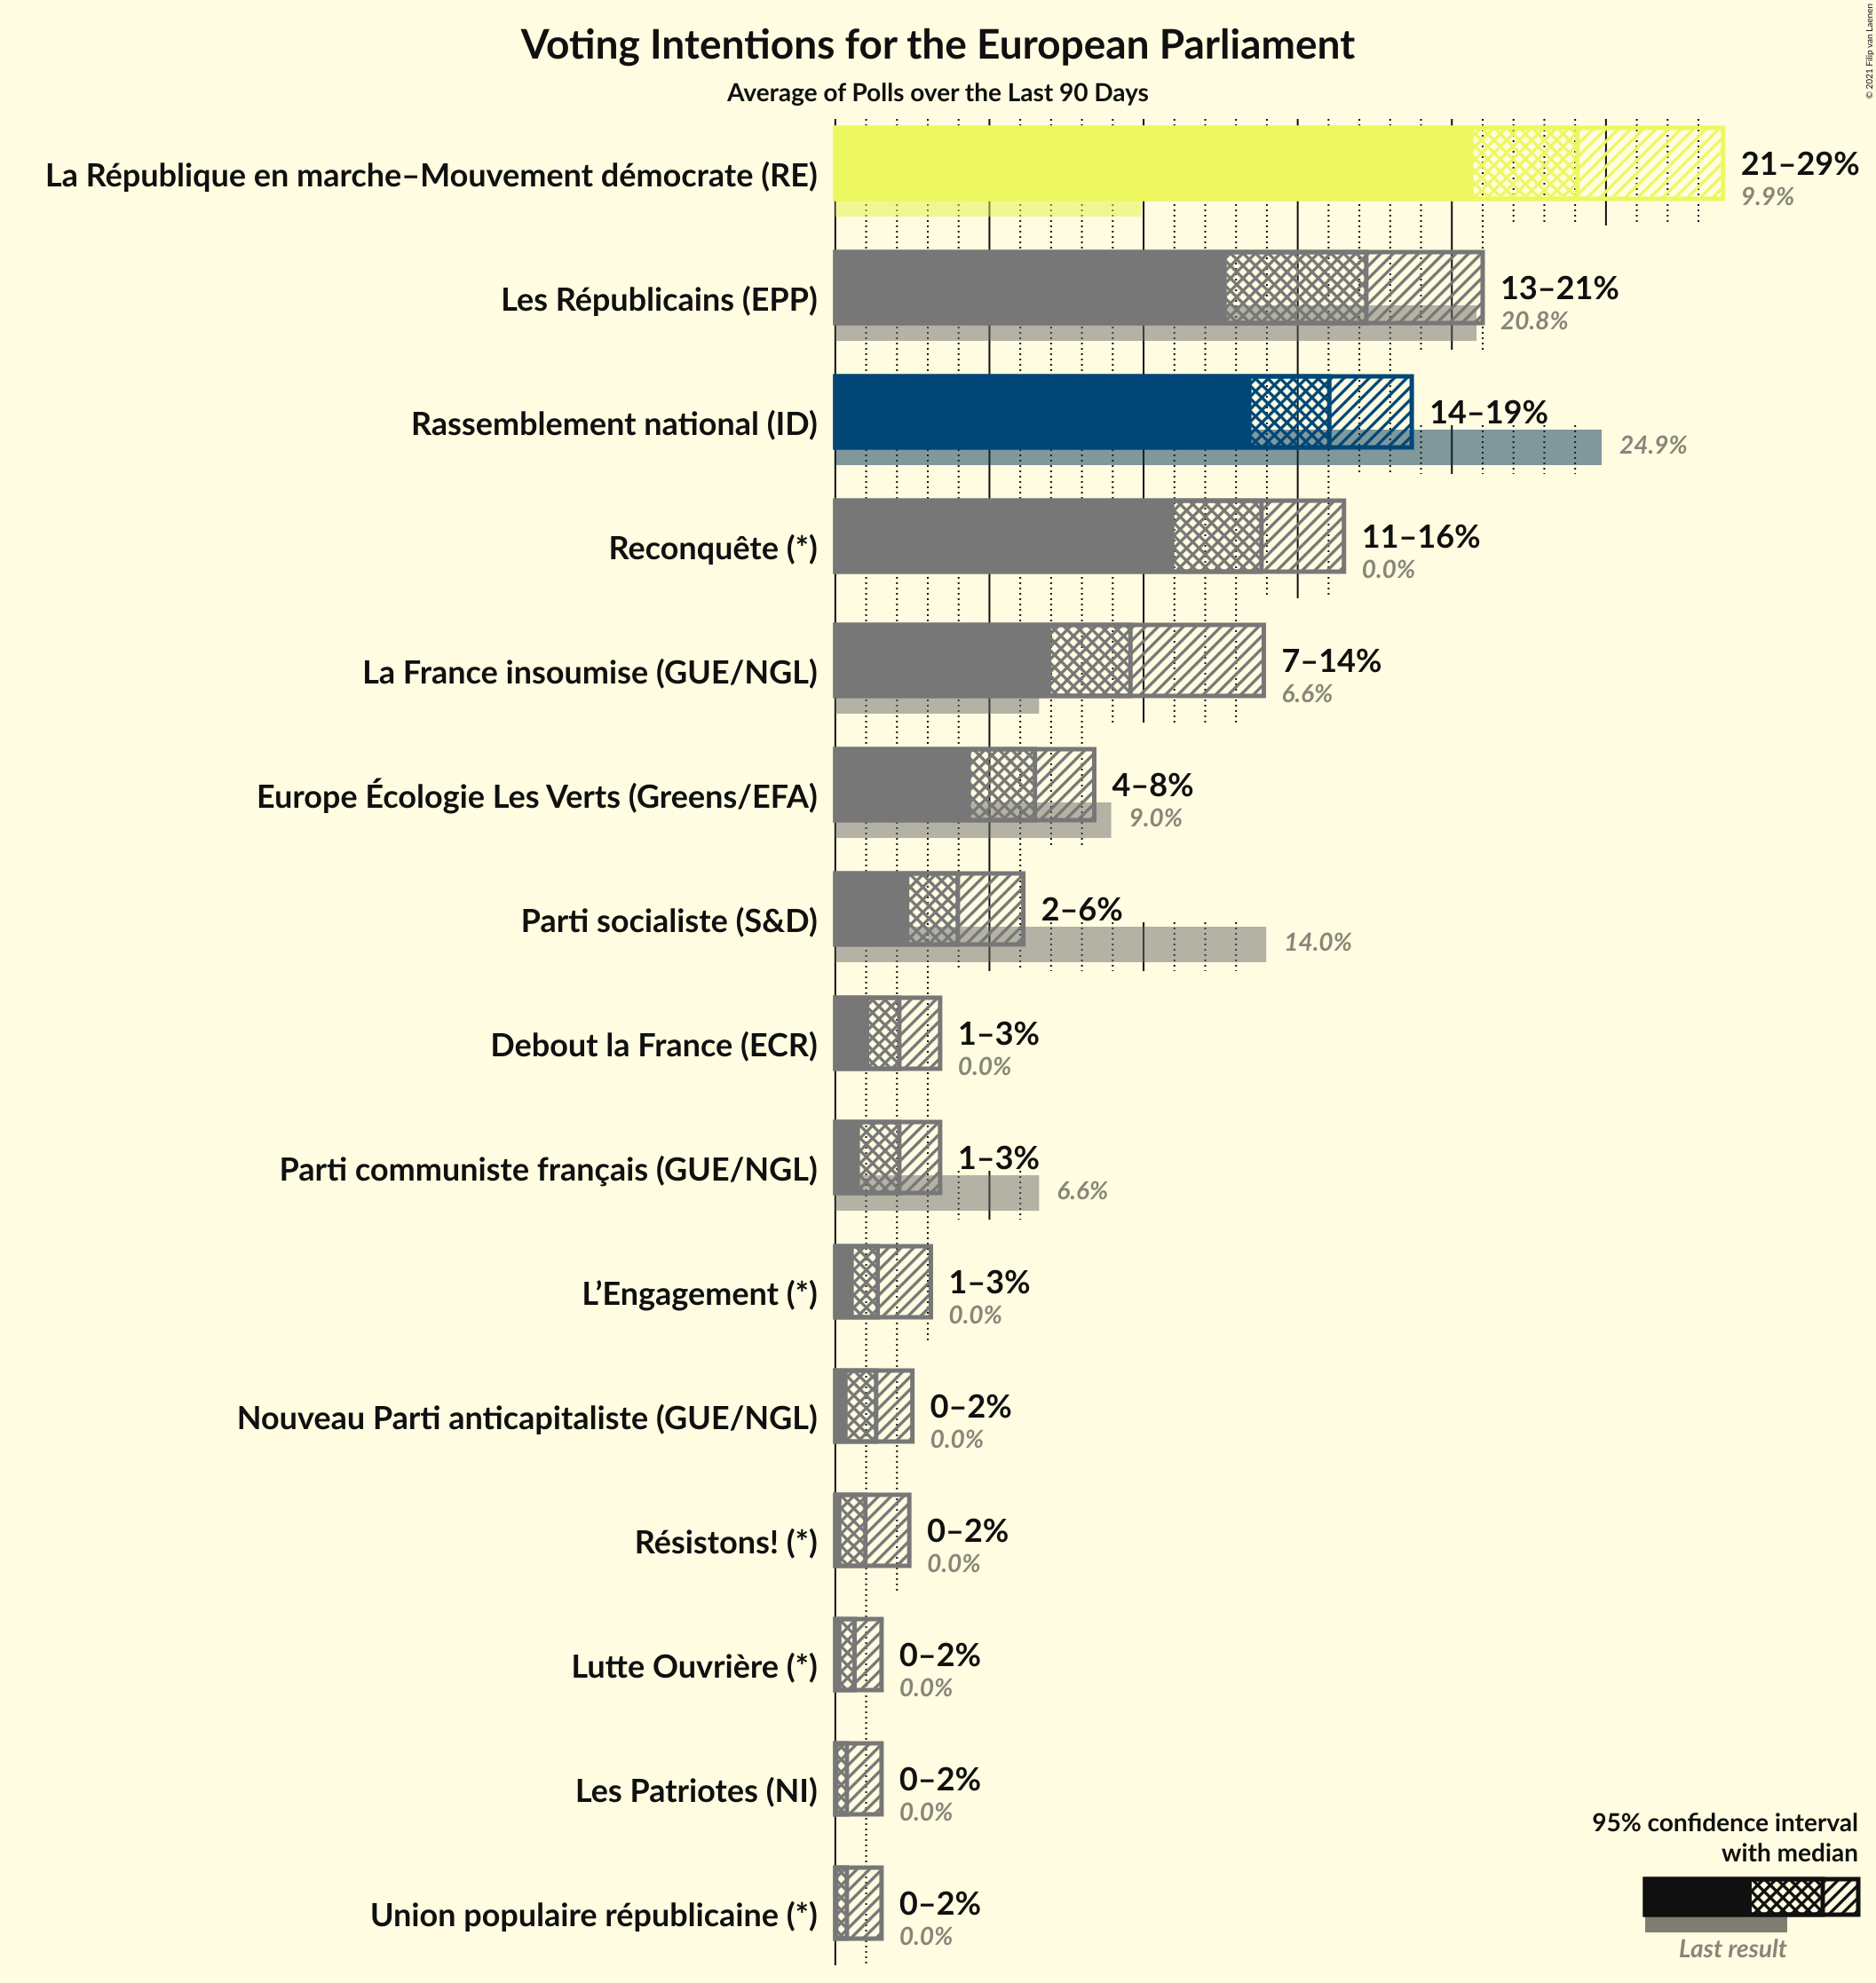 Voting Intentions for the European Parliament
Average of Polls over the Last 90 Days
© 2021 Filip van Laenen
La République en marche–Mouvement démocrate (RE)
21–29%
9.9%
Les Républicains (EPP)
13–21%
20.8%
Rassemblement national (ID)
14–19%
24.9%
Reconquête (*)
11–16%
0.0%
La France insoumise (GUE/NGL)
7–14%
6.6%
Europe Écologie Les Verts (Greens/EFA)
4–8%
9.0%
Parti socialiste (S&D)
2–6%
14.0%
Debout la France (ECR)
1–3%
0.0%
Parti communiste français (GUE/NGL)
1–3%
6.6%
L’Engagement (*)
1–3%
0.0%
Nouveau Parti anticapitaliste (GUE/NGL)
0–2%
0.0%
Résistons! (*)
0–2%
0.0%
Lutte Ouvrière (*)
0–2%
0.0%
Les Patriotes (NI)
0–2%
0.0%
Union populaire républicaine (*)
0–2%
0.0%
95% confidence interval
with median
Last result